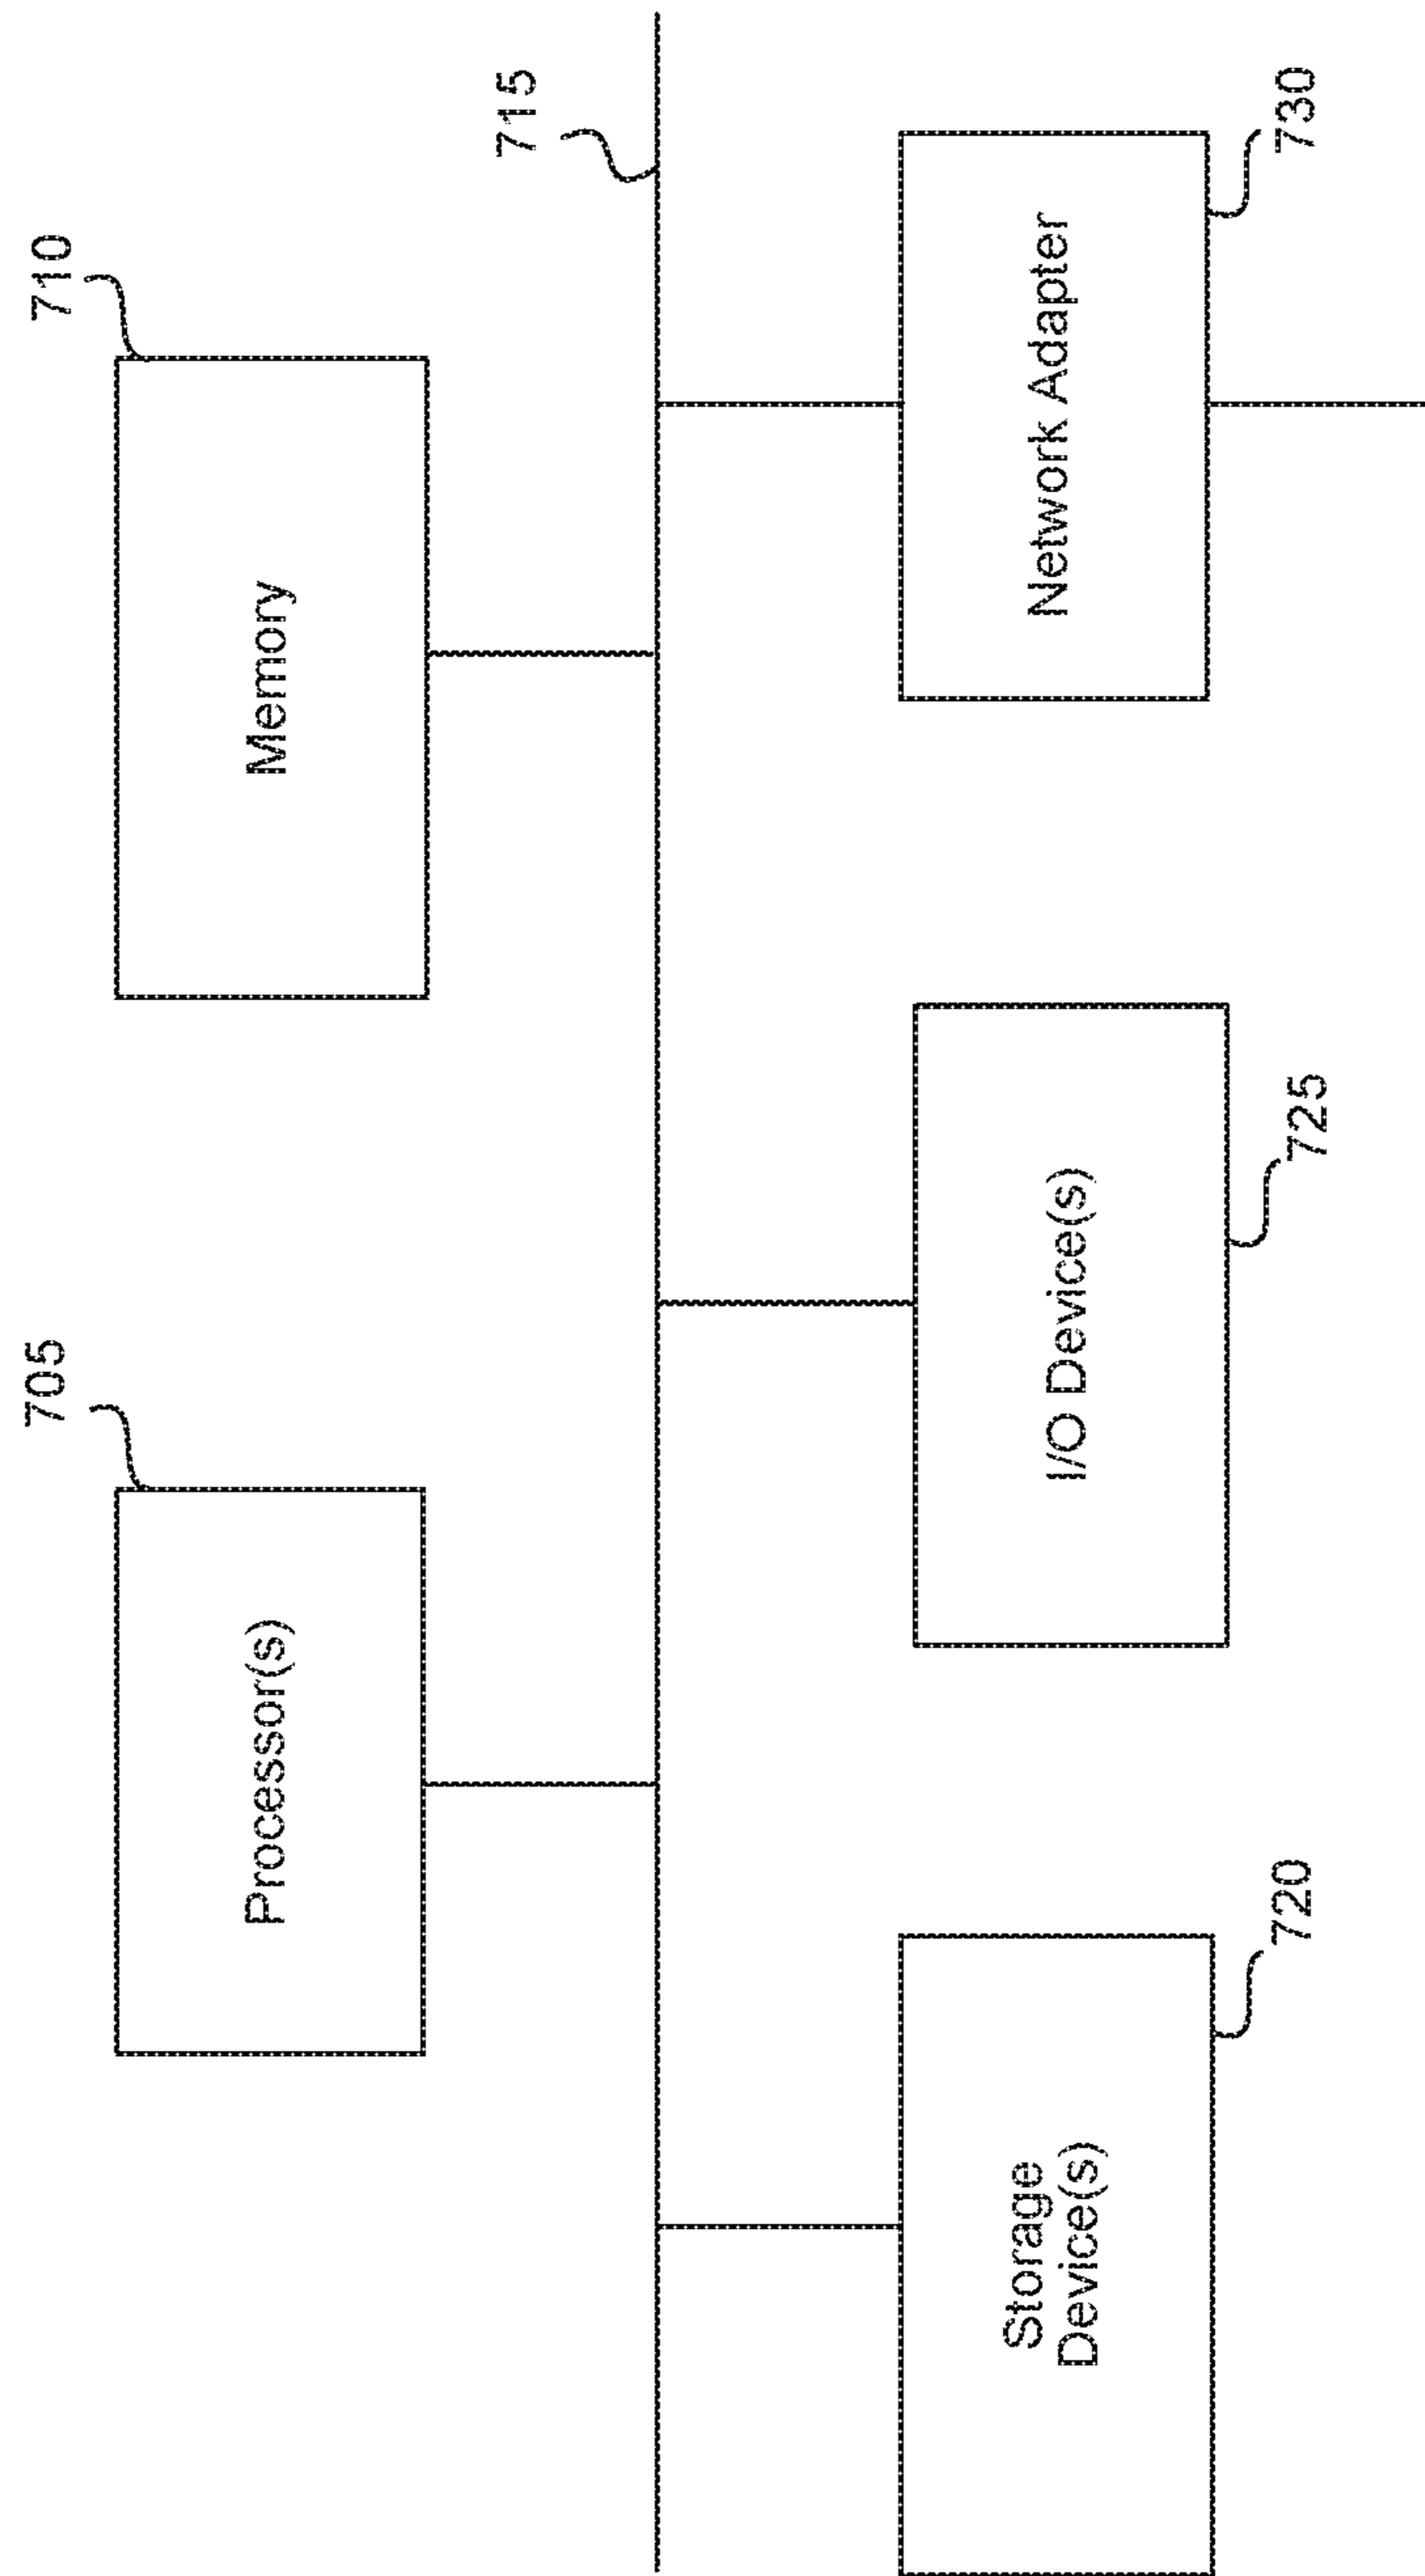 705
710
Processor(s)
Memory
715
Storage
Device(s)
I/O Device(s)
Network Adapter
720
725
730